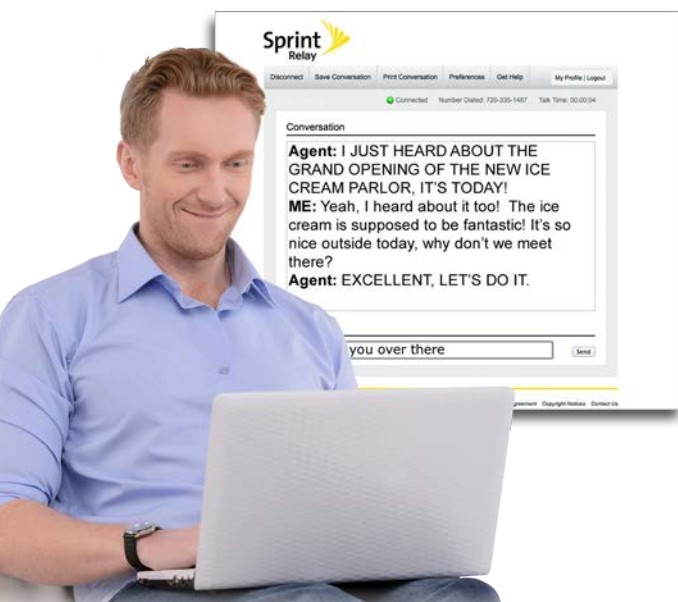 Sprint
Relay
Disconnect Save Conversation Print Conversation Preferences Get Help My Profile | Logout
Connected Number Dialed: 720-335-1487 Talk Time: 00:00:04
Conversation
Agent: I JUST HEARD ABOUT THE
GRAND OPENING OF THE NEW ICE
CREAM PARLOR, IT'S TODAY!
ME: Yeah, I heard about it too! The ice
cream is supposed to be fantastic! It's so
nice outside today, why don't we meet
there?
Agent: EXCELLENT, LET'S DO IT.
you over there
Send
Copyright Notices Contact Us